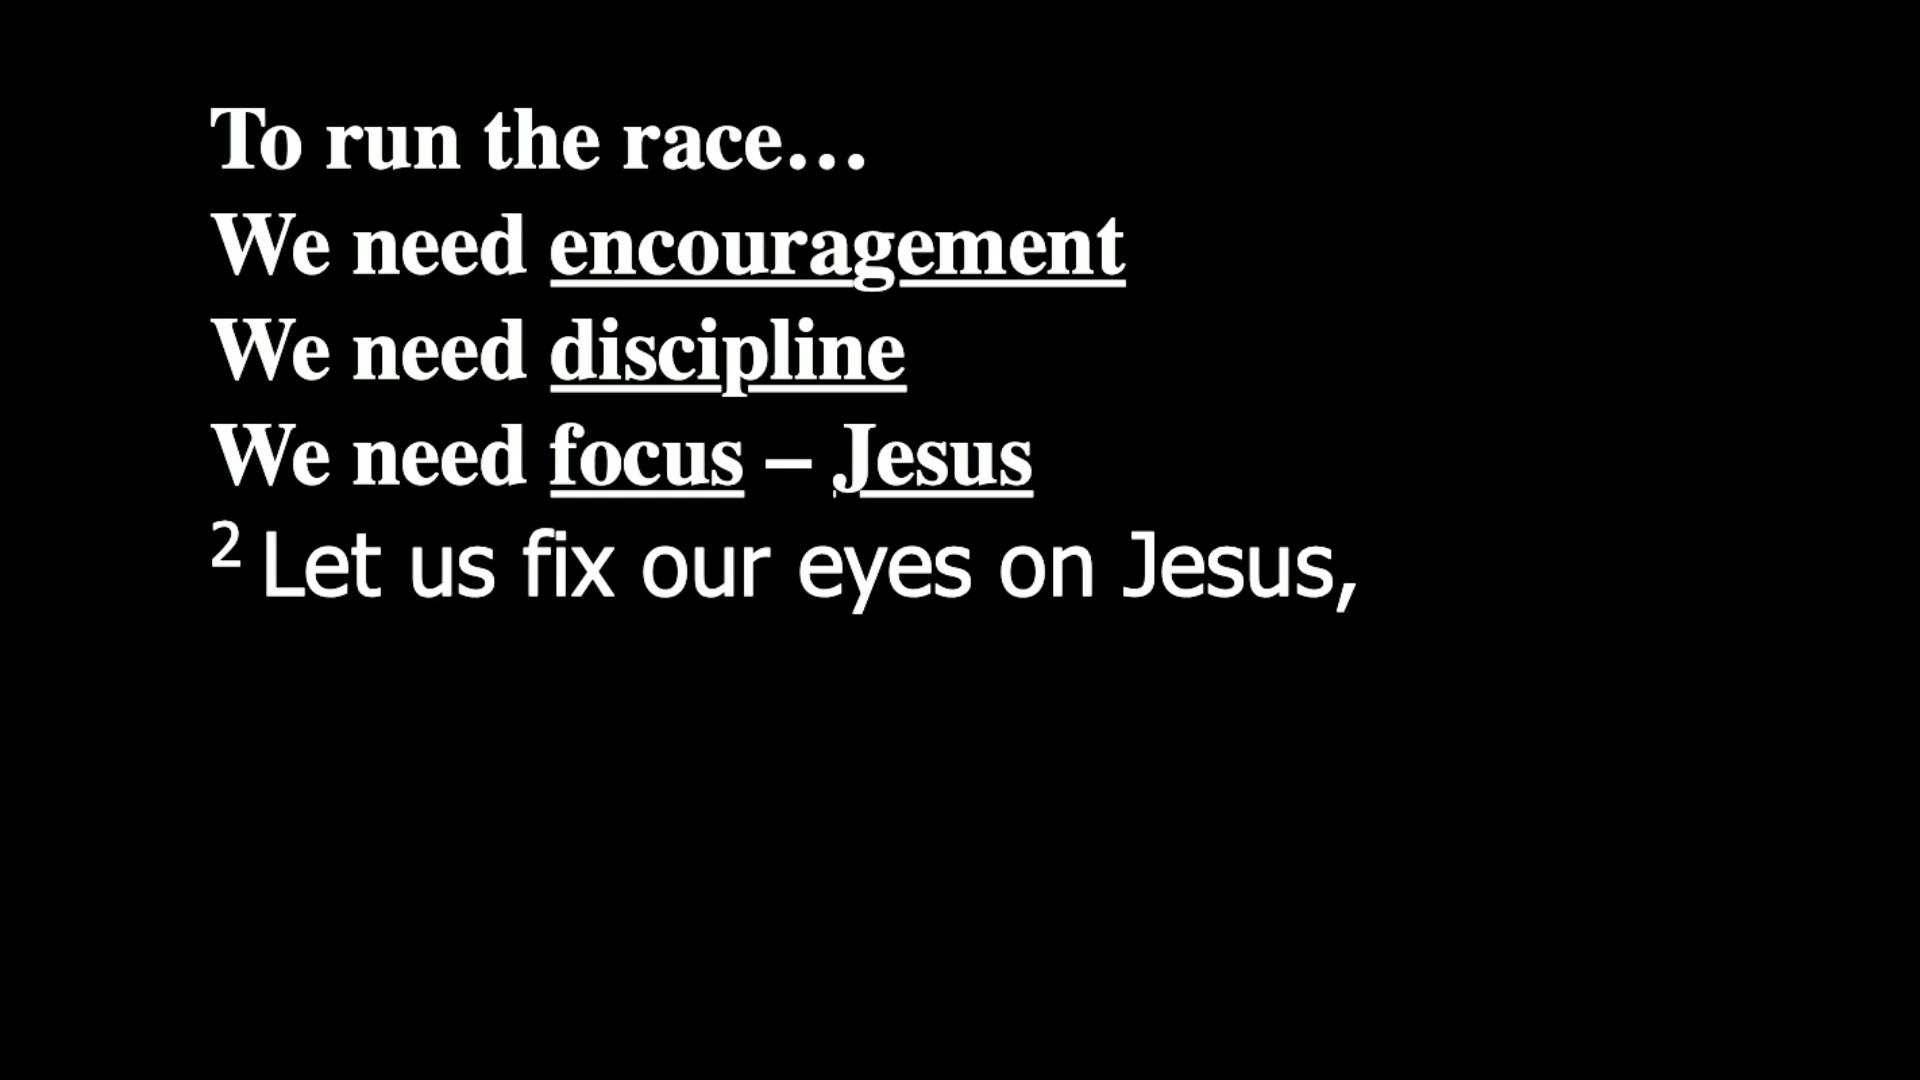 To run the race…
We need encouragement
We need discipline
We need focus – Jesus
2 Let us fix our eyes on Jesus,